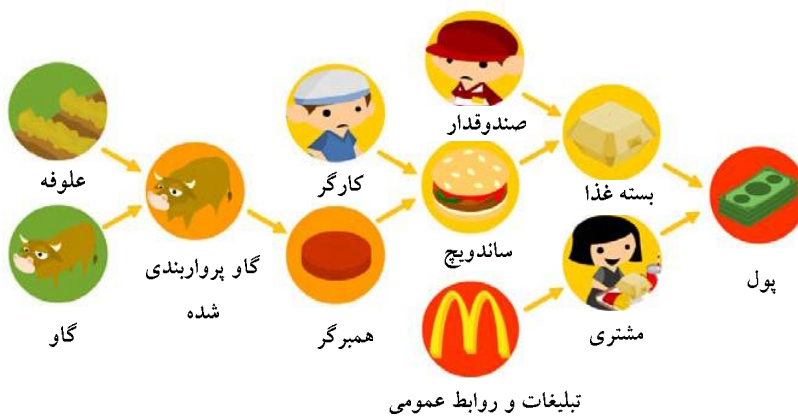 علوفه
گاو
گاو پرواربندی
شده
کارگر
همبرگر
صندوقدار
ساندویچ
تبلیغات و روابط عمومی
بسته غذا
مشتری
پول